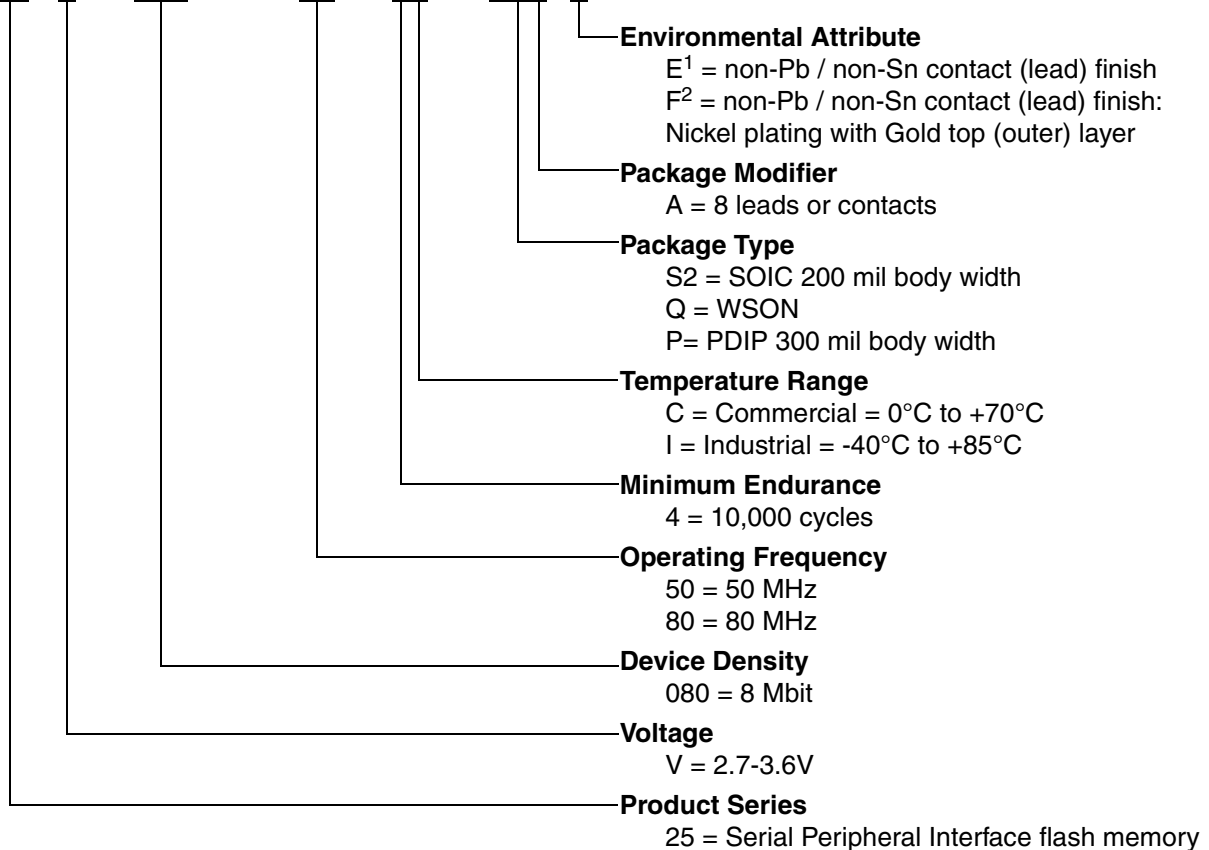 Environmental Attribute
E1 = non-Pb / non-Sn contact (lead) finish
F2 = non-Pb / non-Sn contact (lead) finish:
Nickel plating with Gold top (outer) layer
Package Modifier
A = 8 leads or contacts
Package Type
S2 = SOIC 200 mil body width
Q = WSON
P= PDIP 300 mil body width
Temperature Range
C = Commercial = 0°C to +70°C
I = Industrial = -40°C to +85°C
Minimum Endurance
4 = 10,000 cycles
Operating Frequency
50 = 50 MHz
80 = 80 MHz
Device Density
080 = 8 Mbit
Voltage
V = 2.7-3.6V
Product Series
25 = Serial Peripheral Interface flash memory